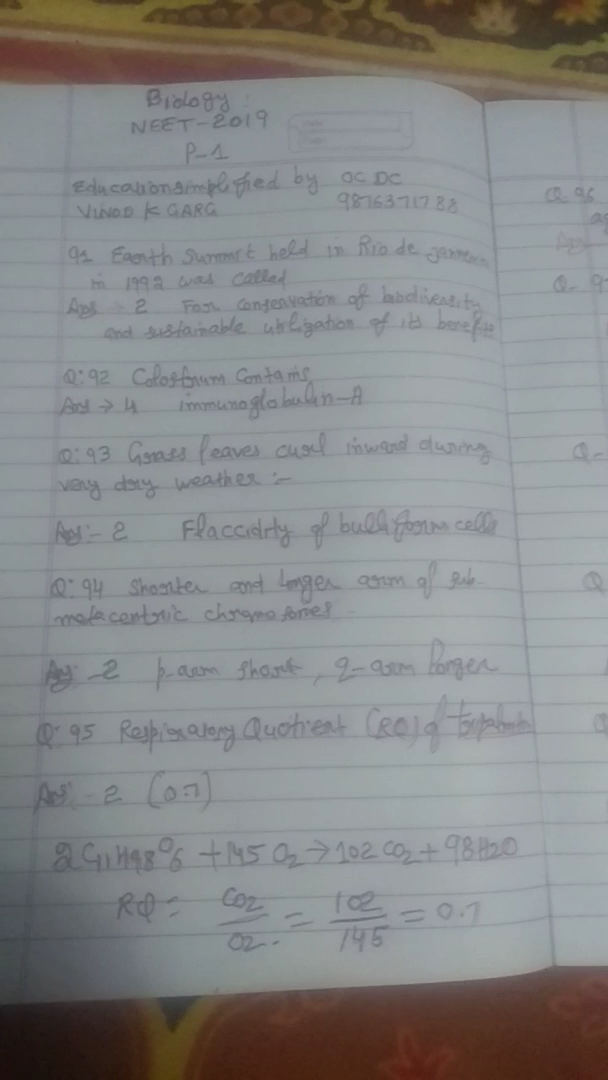 Biology :
NEET-2019
P-1
Educationsimplified by OCDC
VINOD K GARG 9876371788
91 Earth Summit held in Rio de
in 1992 was called
Ans → 2 For conservation of biodiversity
and sustainable utilization of its benefits
Q:92 Colostrum Contains
Ans → 4 immunoglobulin-A
Q:93 Grass leaves curl inward during
very dry weather :-
Ans:- 2 Flaccidity of bulliform cells
Q:94 Shorter and longer arm of sub-
metacentric chromosomes -
Ans: -2 p-arm short, q-arm longer
Q: 95 Respiratory Quotient (RQ) of
Ans: -2 (0.7)
2C51H98O6 + 145 O2 → 102 CO2 + 98H2O
RQ = CO2/O2. = 102/145 = 0.7
Q 96
Q- 9
Q-
Q
Q